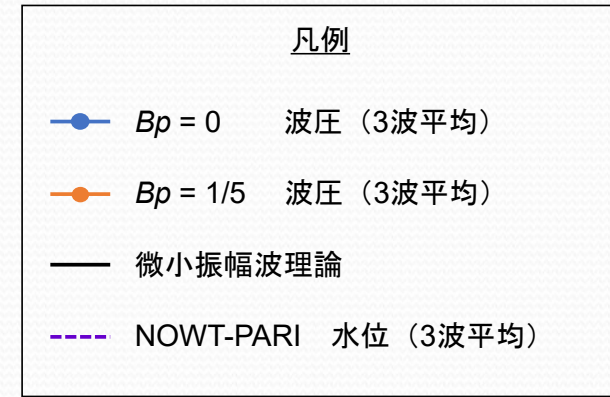 凡例
Bp = 0 波圧（3波平均）
Bp = 1/5 波圧（3波平均）
微小振幅波理論
NOWT-PARI 水位（3波平均）